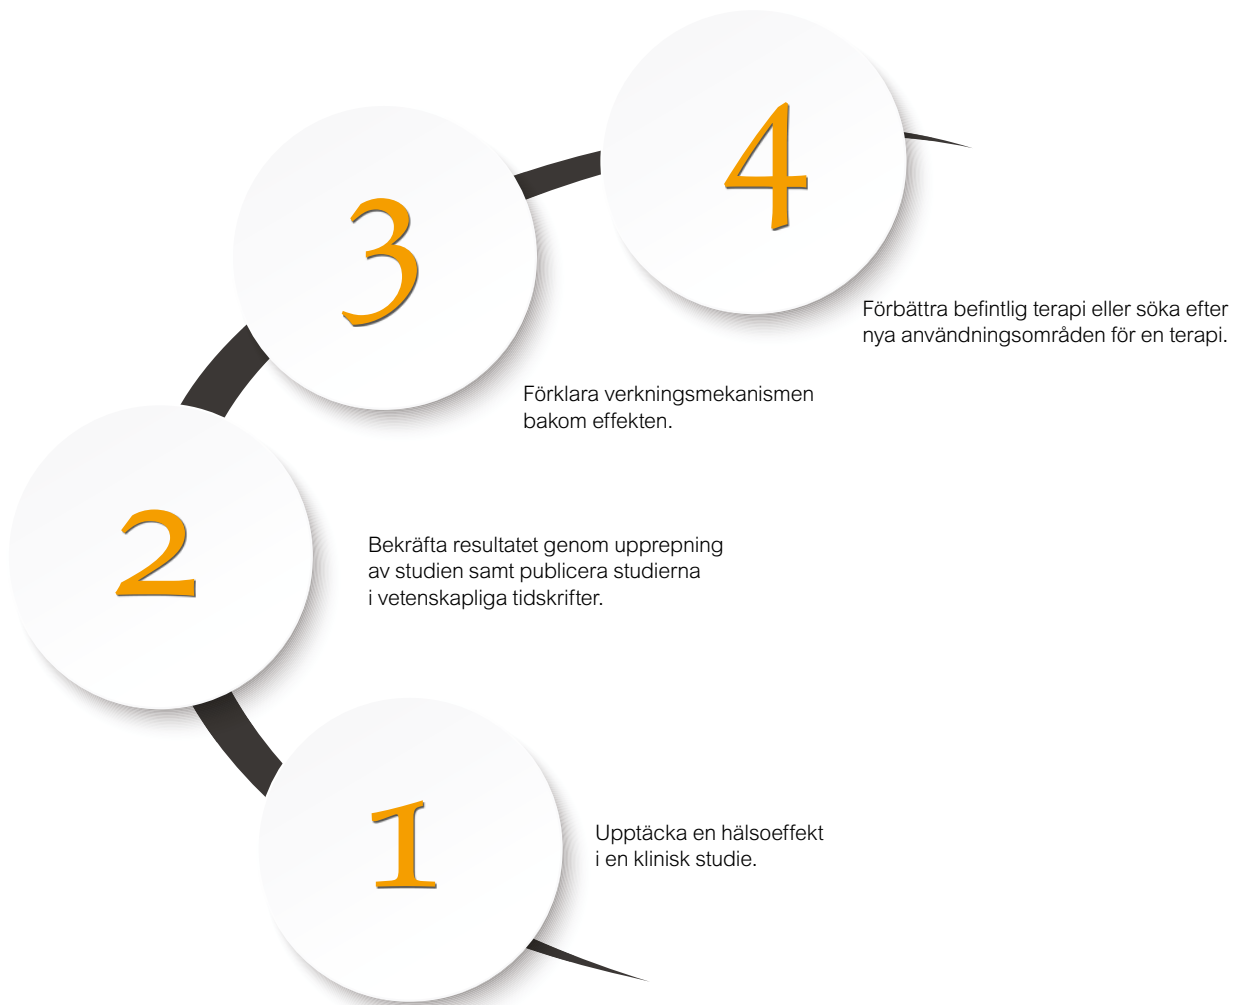 4
Förbättra befintlig terapi eller söka efter
nya användningsområden för en terapi.
3
Förklara verkningsmekanismen
bakom effekten.
2
Bekräfta resultatet genom upprepning
av studien samt publicera studierna
i vetenskapliga tidskrifter.
1
Upptäcka en hälsoeffekt
i en klinisk studie.